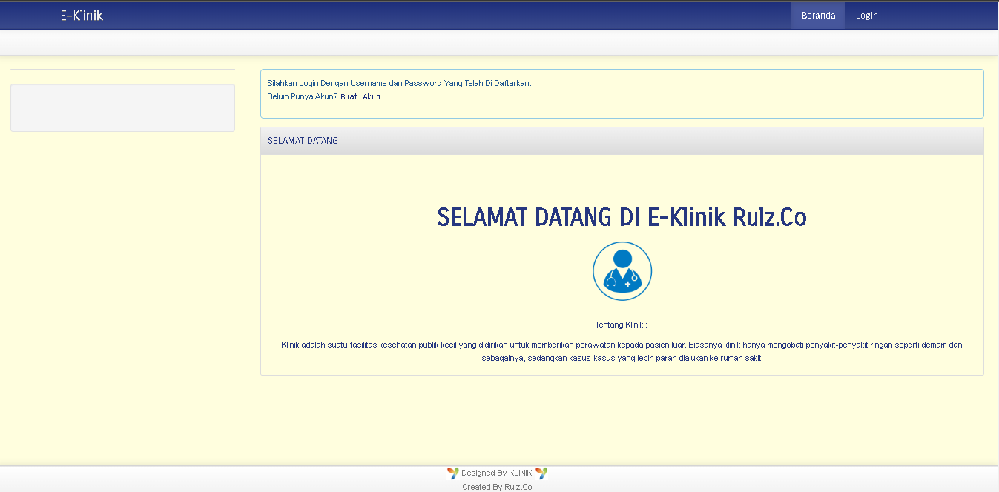 E-Klinik
Beranda
Login
Silahkan Login Dengan Username dan Password Yang Telah Di Daftarkan.
Belum Punya Akun? Buat Akun.
SELAMAT DATANG
SELAMAT DATANG DI E-Klinik Rulz.Co
Tentang Klinik :
Klinik adalah suatu fasilitas kesehatan publik kecil yang didirikan untuk memberikan perawatan kepada pasien luar. Biasanya klinik hanya mengobati penyakit-penyakit ringan seperti demam dan
sebagainya, sedangkan kasus-kasus yang lebih parah diajukan ke rumah sakit
Designed By KLINIK
Created By Rulz.Co